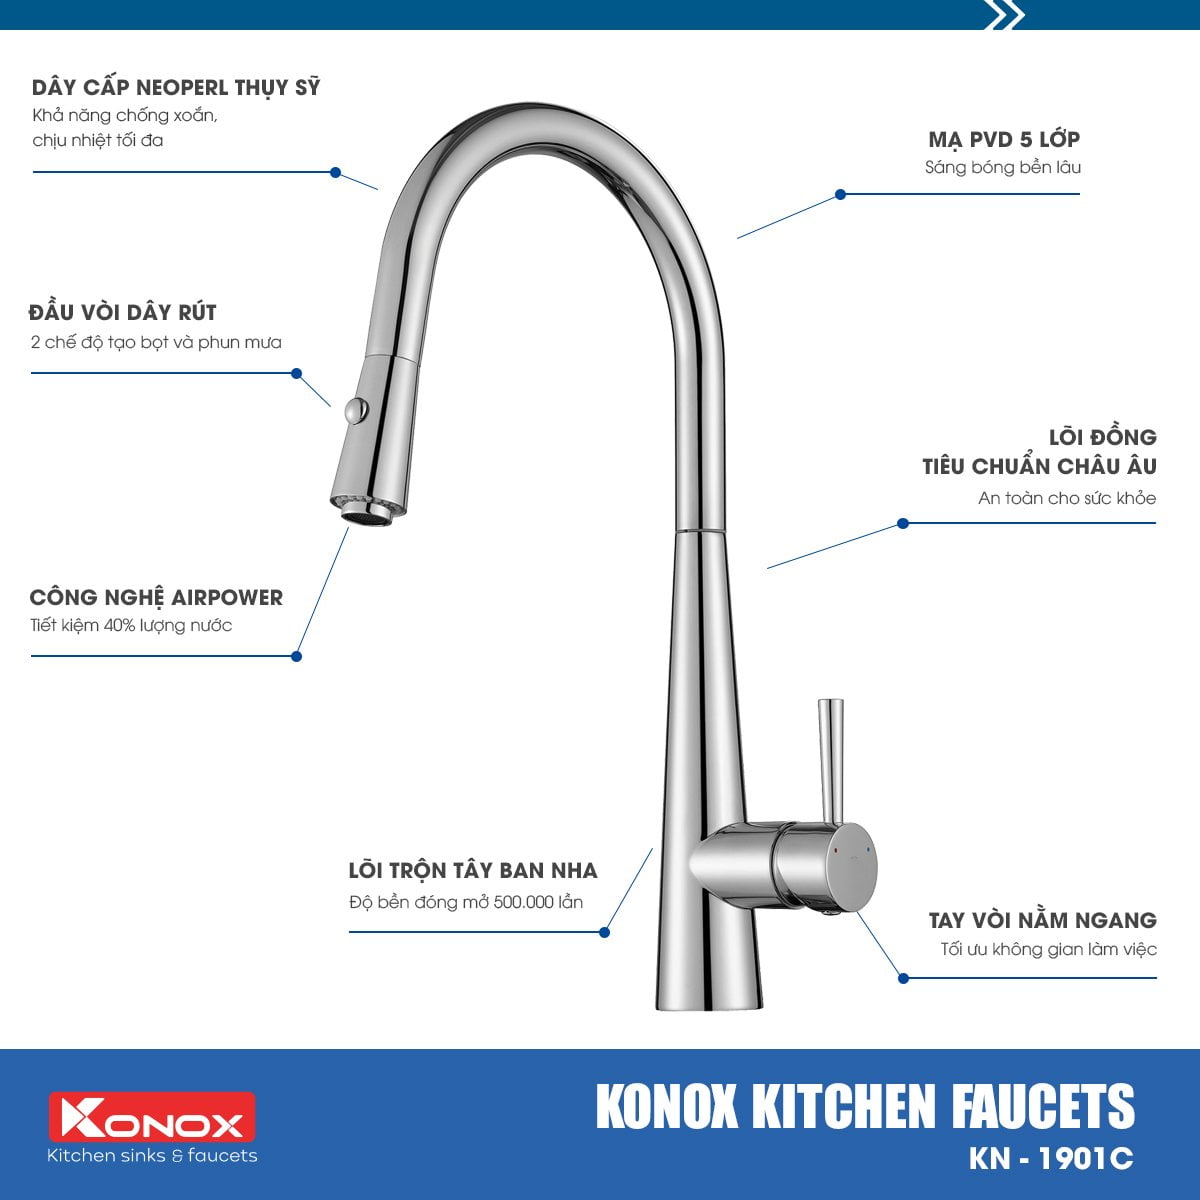 DÂY CẤP NEOPERL THỤY SỸ
Khả năng chống xoắn,
chịu nhiệt tối đa
MẠ PVD 5 LỚP
Sáng bóng bền lâu
ĐẦU VÒI DÂY RÚT
2 chế độ tạo bọt và phun mưa
LÕI ĐỒNG
TIÊU CHUẨN CHÂU ÂU
An toàn cho sức khỏe
CÔNG NGHỆ AIRPOWER
Tiết kiệm 40% lượng nước
LÕI TRỘN TÂY BAN NHA
Độ bền đóng mở 500.000 lần
TAY VÒI NẰM NGANG
Tối ưu không gian làm việc
KONOX
Kitchen sinks & faucets
KONOX KITCHEN FAUCETS
KN - 1901C